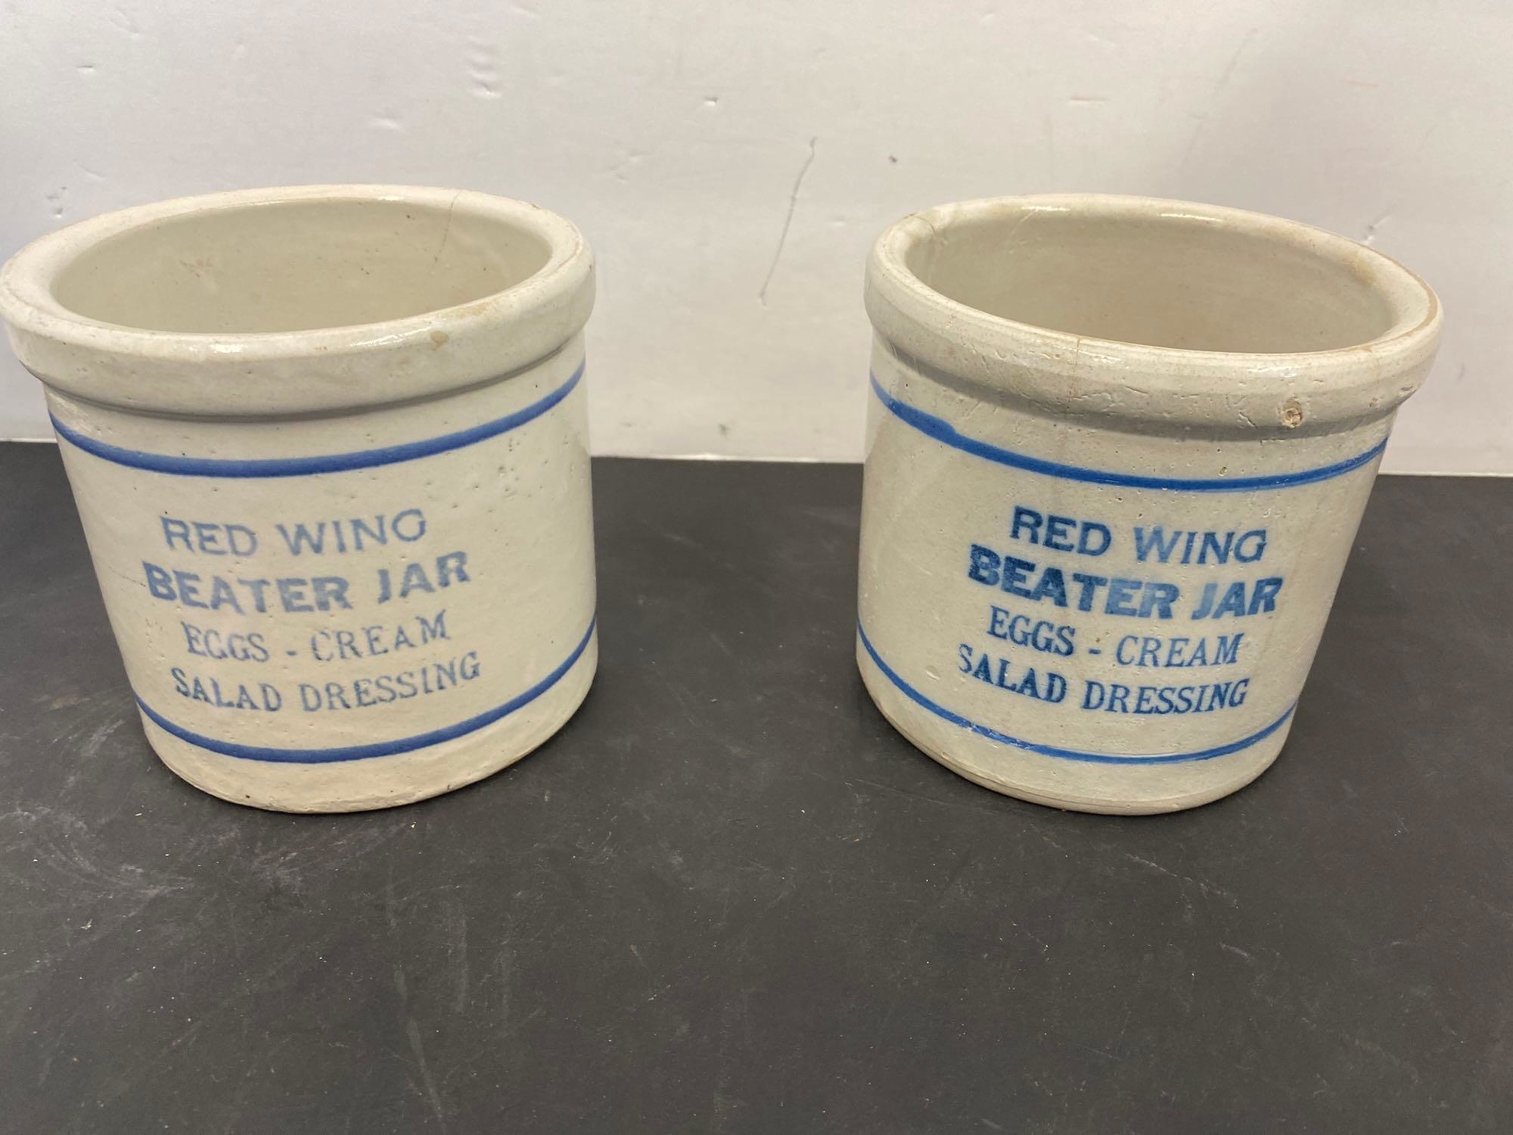 RED WING
BEATER JAR
EGGS - CREAM
SALAD DRESSING
RED WING
BEATER JAR
EGGS - CREAM
SALAD DRESSING